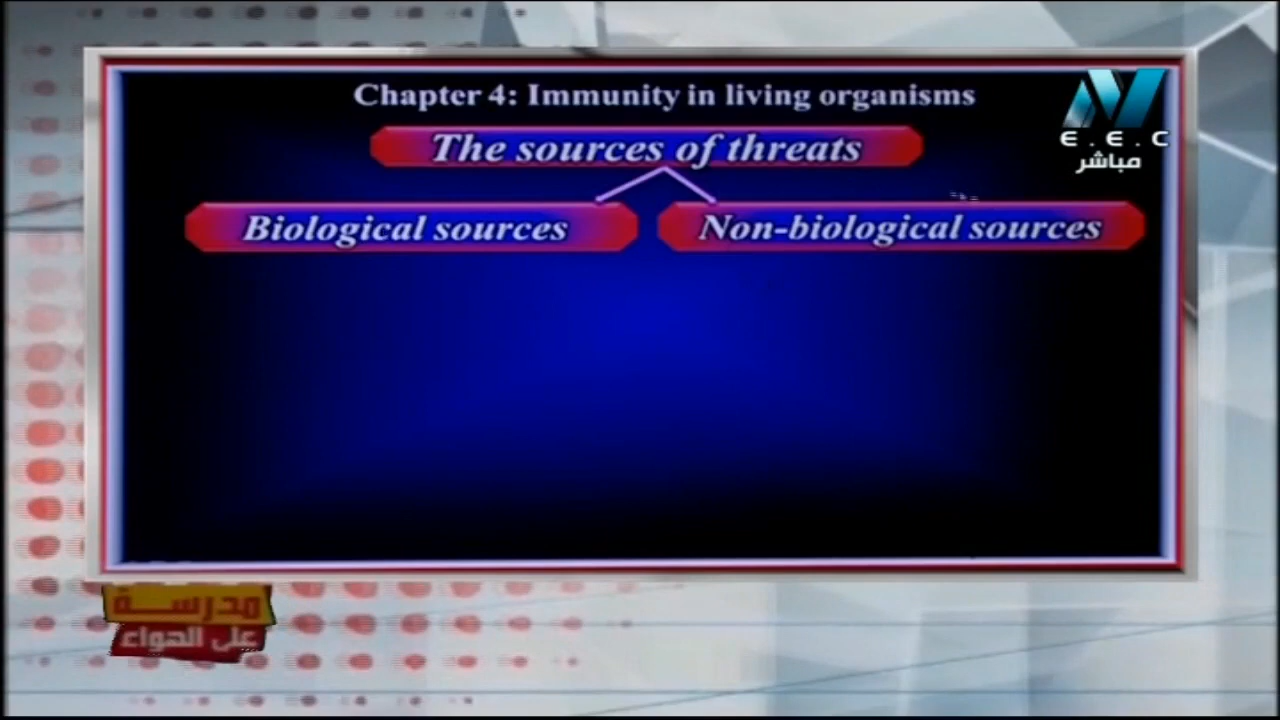 Chapter 4: Immunity in living organisms
The sources of threats
Biological sources
Non-biological sources
E.E.C
مباشر
مدرسة
على الهواء